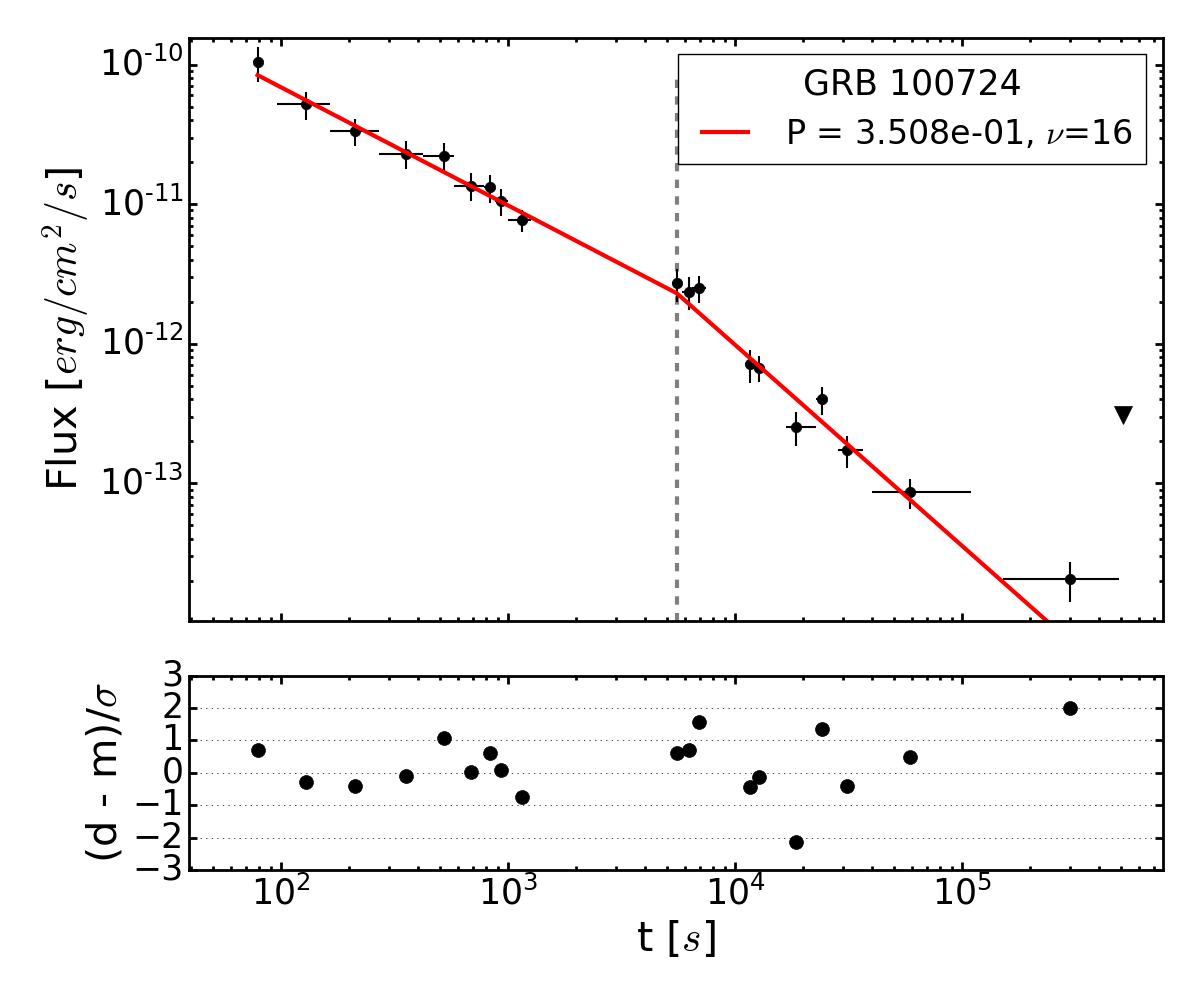 GRB 100724
P = 3.508e-01, ν=16
Flux [erg/cm²/s]
10⁻¹⁰
10⁻¹¹
10⁻¹²
10⁻¹³
(d - m)/σ
3
2
1
0
−1
−2
−3
10² 10³ 10⁴ 10⁵
t [s]